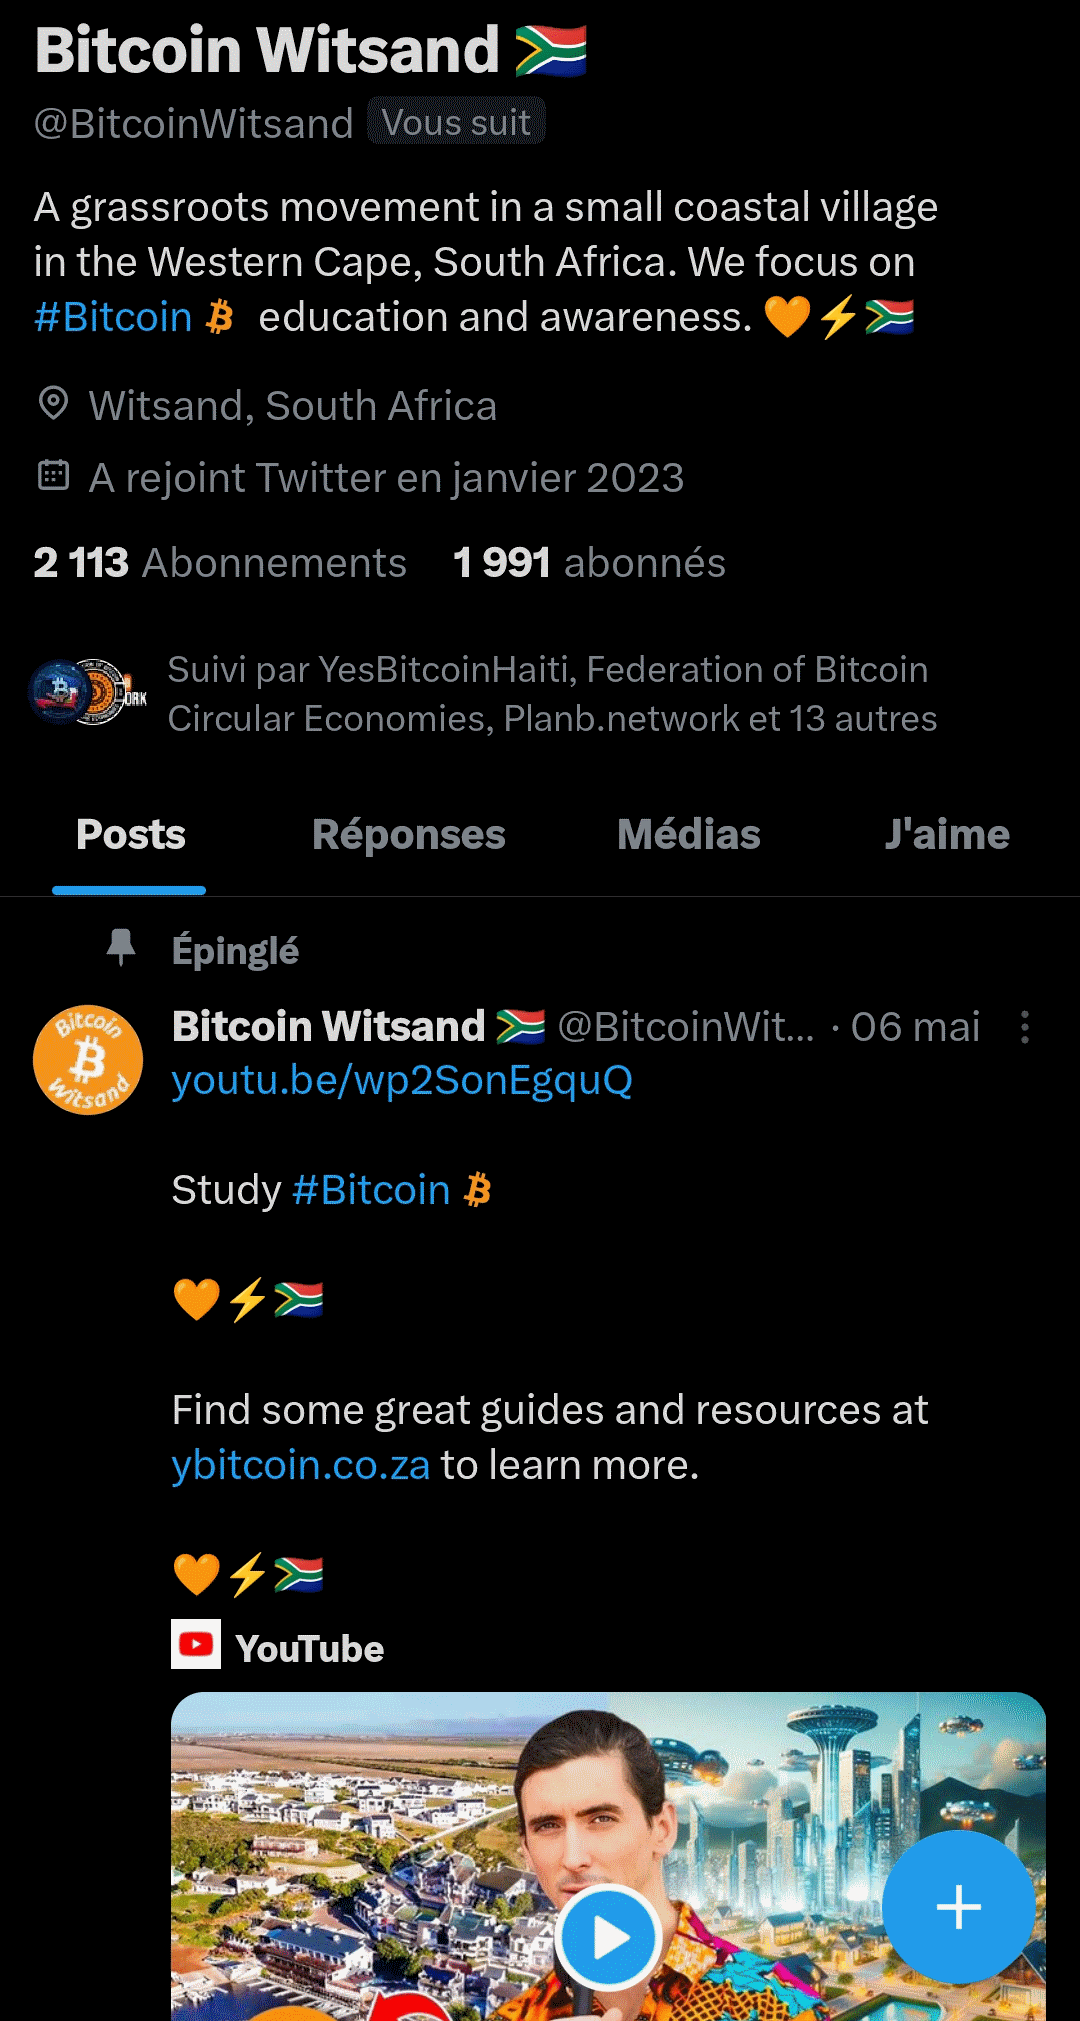 Bitcoin Witsand 🇿🇦
@BitcoinWitsand Vous suit
A grassroots movement in a small coastal village
in the Western Cape, South Africa. We focus on
#Bitcoin ₿ education and awareness. 🧡⚡🇿🇦
Witsand, South Africa
A rejoint Twitter en janvier 2023
2 113 Abonnements 1 991 abonnés
Suivi par YesBitcoinHaiti, Federation of Bitcoin
Circular Economies, Planb.network et 13 autres
ORK
Posts Réponses Médias J'aime
Épinglé
Bitcoin Witsand 🇿🇦 @BitcoinWit... · 06 mai
Bitcoin
₿
Witsand
youtu.be/wp2SonEgquQ
Study #Bitcoin ₿
🧡⚡🇿🇦
Find some great guides and resources at
ybitcoin.co.za to learn more.
🧡⚡🇿🇦
YouTube